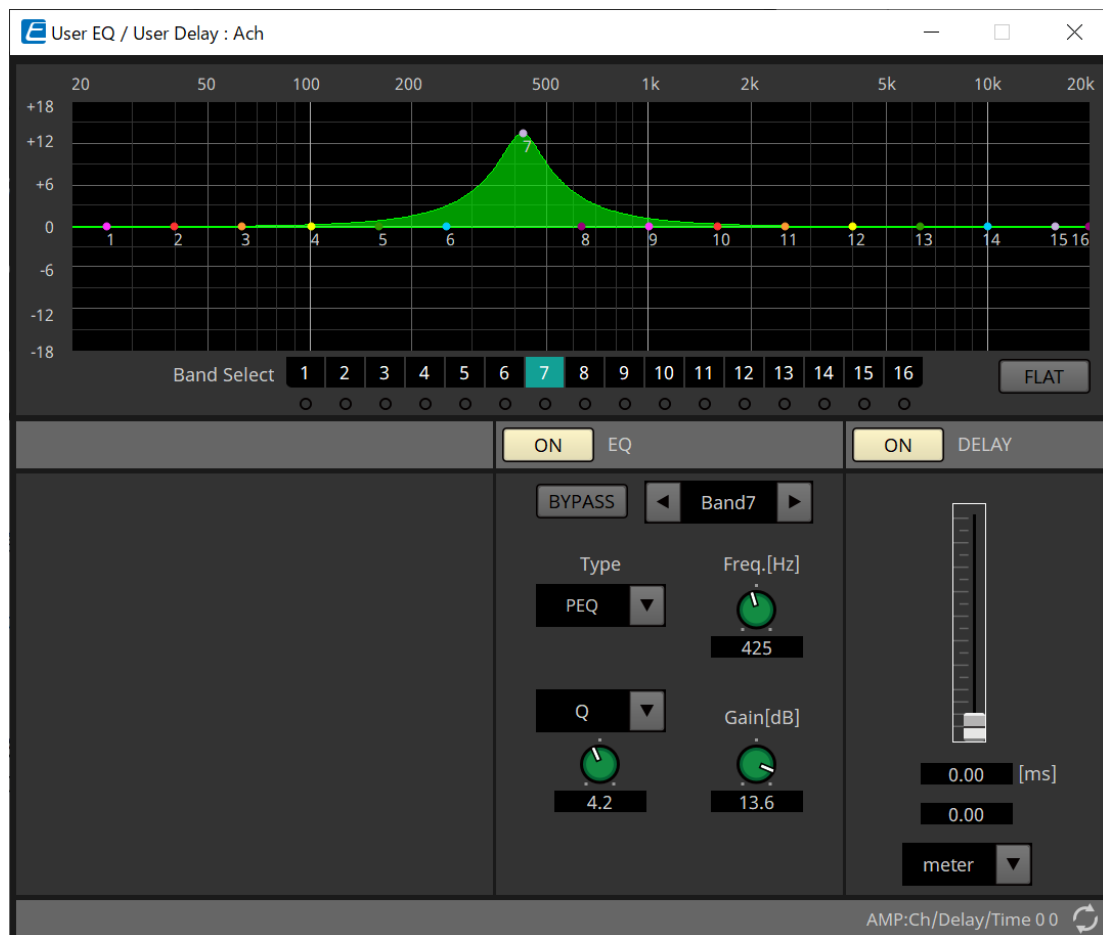 User EQ / User Delay : Ach
20 50 100 200 500 1k 2k 5k 10k 20k
+18
+12
7
+6
0
1 2 3 4 5 6 8 9 10 11 12 13 14 15 16
-6
-12
-18
Band Select 1 2 3 4 5 6 7 8 9 10 11 12 13 14 15 16 FLAT
ON EQ ON DELAY
BYPASS Band7
Type Freq.[Hz]
PEQ
425
Q Gain[dB]
4.2 13.6
0.00 [ms]
0.00
meter
AMP:Ch/Delay/Time 0 0